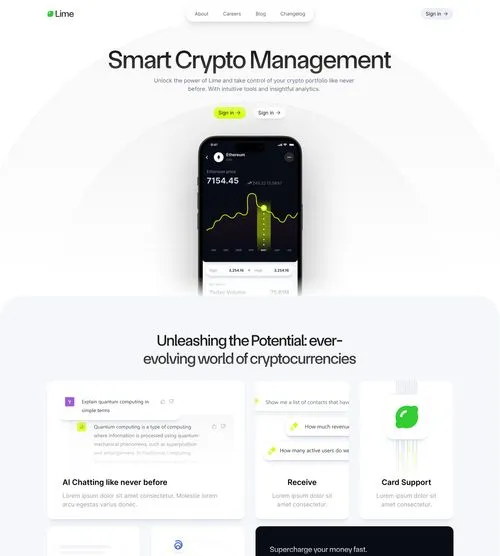 Lime
About Careers Blog Changelog
Sign in →
Smart Crypto Management
Unlock the power of Lime and take control of your crypto portfolio like never
before. With intuitive tools and insightful analytics.
Sign in → Sign in →
9:41
Ethereum
Ethereum price
7154.45
3,254.16 3,254.16
Unleashing the Potential: ever-
evolving world of cryptocurrencies
Explain quantum computing in
simple terms
Quantum computing is a type of computing
where information is processed using quantum-
mechanical phenomena, such as superposition
and entanglement. In traditional computing,
Show me a list of contacts that have
How much revenue
How many active users do we
AI Chatting like never before
Lorem ipsum dolor sit amet consectetur. Molestie lorem
arcu egestas varius donec.
Receive
Lorem ipsum dolor sit
amet consectetur.
Card Support
Lorem ipsum dolor sit
amet consectetur.
Supercharge your money fast.